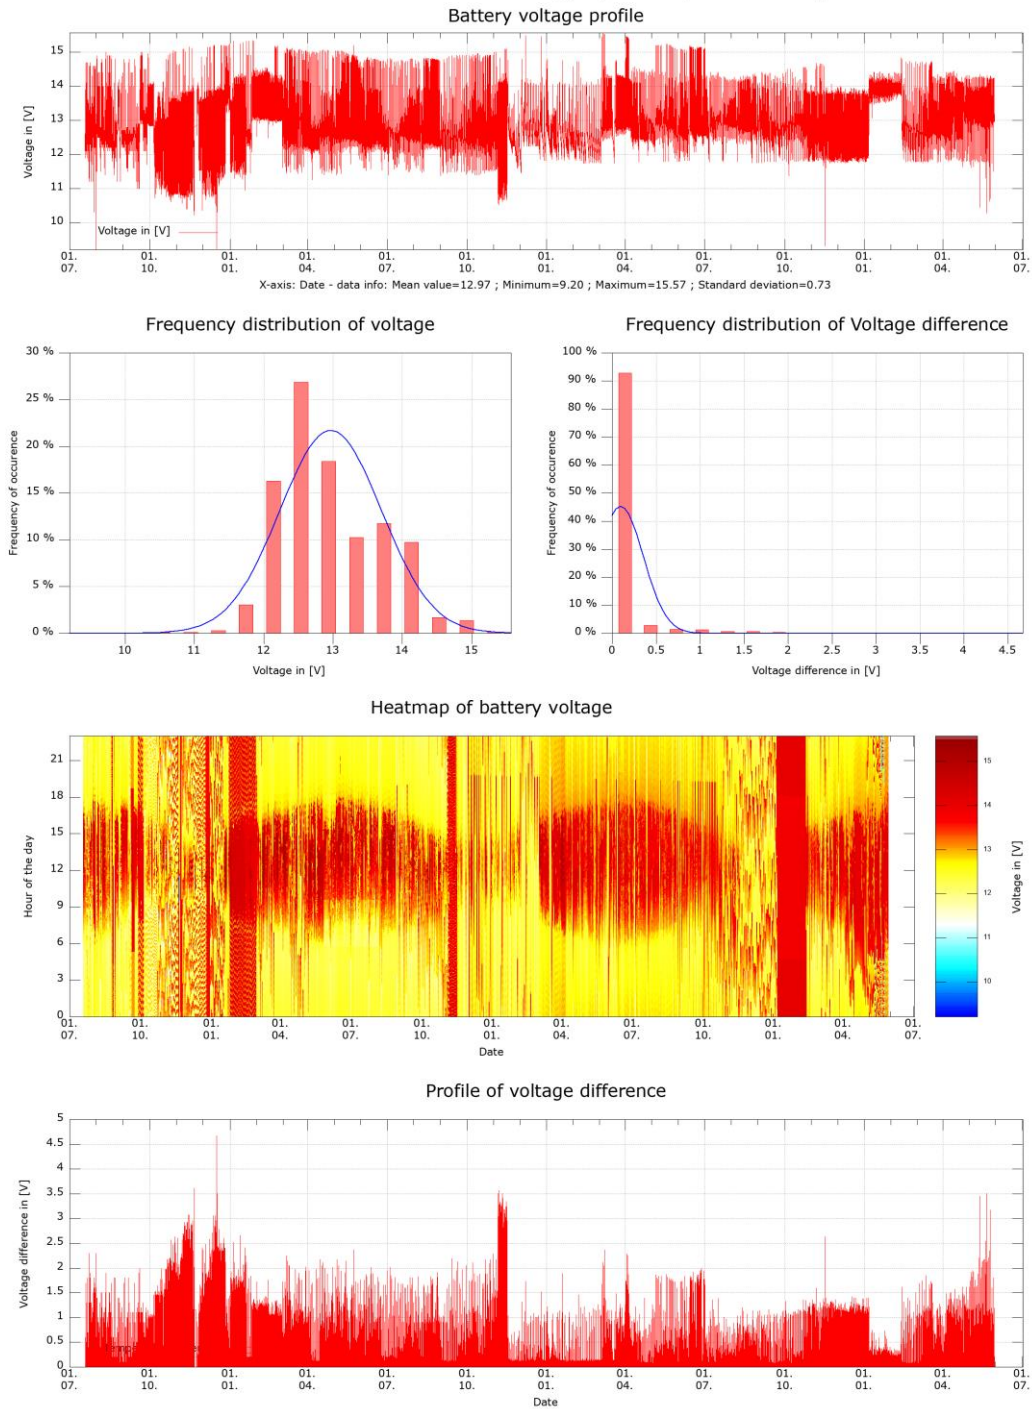 Battery voltage profile
15
14
13
12
11
10
Voltage in [V]
Voltage in [V]
01. 01. 01. 01. 01. 01. 01. 01. 01. 01. 01. 01. 01.
07. 10. 01. 04. 07. 10. 01. 04. 07. 10. 01. 04. 07.
X-axis: Date - data info: Mean value=12.97 ; Minimum=9.20 ; Maximum=15.57 ; Standard deviation=0.73
Frequency distribution of voltage
30 %
25 %
20 %
15 %
10 %
5 %
0 %
Frequency of occurence
10 11 12 13 14 15
Voltage in [V]
Frequency distribution of Voltage difference
100 %
90 %
80 %
70 %
60 %
50 %
40 %
30 %
20 %
10 %
0 %
Frequency of occurence
0 0.5 1 1.5 2 2.5 3 3.5 4 4.5
Voltage difference in [V]
Heatmap of battery voltage
21
18
15
12
9
6
3
0
Hour of the day
01. 01. 01. 01. 01. 01. 01. 01. 01. 01. 01. 01. 01.
07. 10. 01. 04. 07. 10. 01. 04. 07. 10. 01. 04. 07.
Date
15
14
13
12
11
10
Voltage in [V]
Profile of voltage difference
5
4.5
4
3.5
3
2.5
2
1.5
1
0.5
0
Voltage difference in [V]
01. 01. 01. 01. 01. 01. 01. 01. 01. 01. 01. 01. 01.
07. 10. 01. 04. 07. 10. 01. 04. 07. 10. 01. 04. 07.
Date